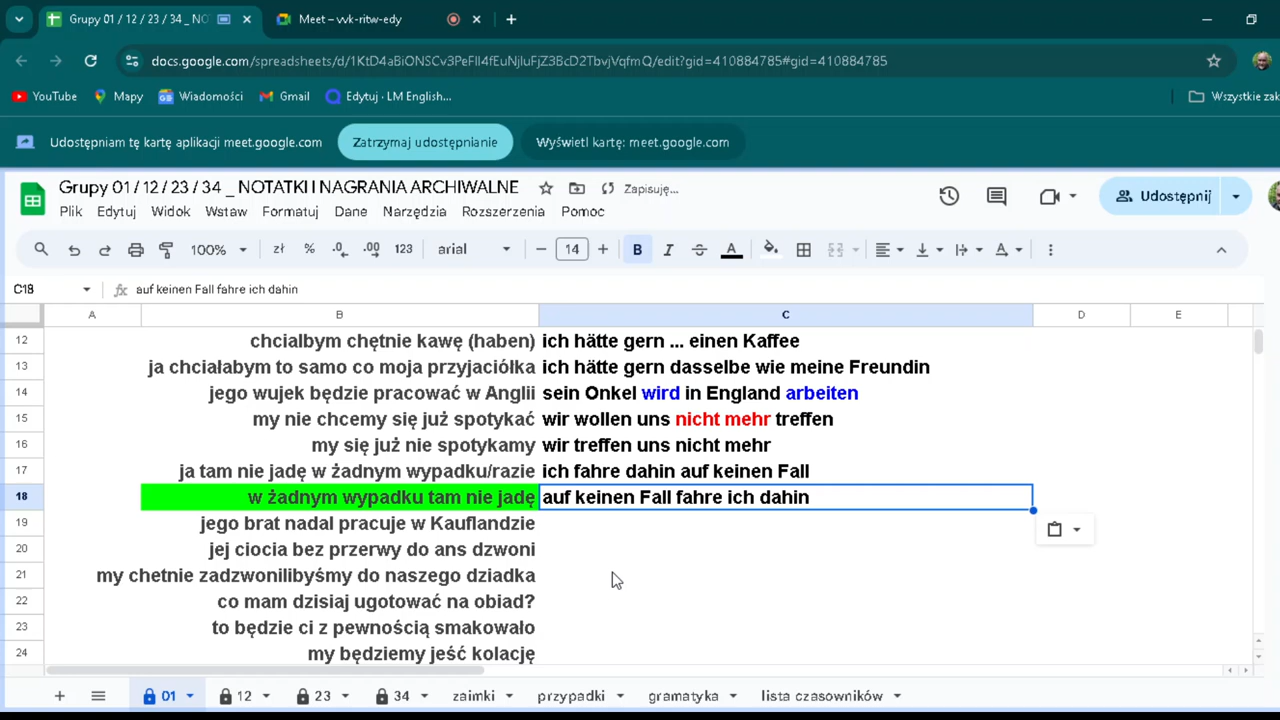 Grupy 01 / 12 / 23 / 34 _ NO
Meet – vvk-ritw-edy
docs.google.com/spreadsheets/d/1KtD4aBiONSCv3PeFlI4fEuNjluFjZ3BcD2TbvjVqfmQ/edit?gid=410884785#gid=410884785
YouTube Mapy Wiadomości Gmail Edytuj · LM English... Wszystkie zak
Udostępniam tę kartę aplikacji meet.google.com Zatrzymaj udostępnianie Wyświetl kartę: meet.google.com
Grupy 01 / 12 / 23 / 34 _ NOTATKI I NAGRANIA ARCHIWALNE Zapisuję...
Plik Edytuj Widok Wstaw Formatuj Dane Narzędzia Rozszerzenia Pomoc Udostępnij
100% zł % .0 .00 123 arial 14 B I A
C18 fx auf keinen Fall fahre ich dahin
A B C D E
12 chcialbym chętnie kawę (haben) ich hätte gern ... einen Kaffee
13 ja chciałabym to samo co moja przyjaciółka ich hätte gern dasselbe wie meine Freundin
14 jego wujek będzie pracować w Anglii sein Onkel wird in England arbeiten
15 my nie chcemy się już spotykać wir wollen uns nicht mehr treffen
16 my się już nie spotykamy wir treffen uns nicht mehr
17 ja tam nie jadę w żadnym wypadku/razie ich fahre dahin auf keinen Fall
18 w żadnym wypadku tam nie jadę auf keinen Fall fahre ich dahin
19 jego brat nadal pracuje w Kauflandzie
20 jej ciocia bez przerwy do ans dzwoni
21 my chetnie zadzwonilibyśmy do naszego dziadka
22 co mam dzisiaj ugotować na obiad?
23 to będzie ci z pewnością smakowało
24 my będziemy jeść kolację
01 12 23 34 zaimki przypadki gramatyka lista czasowników